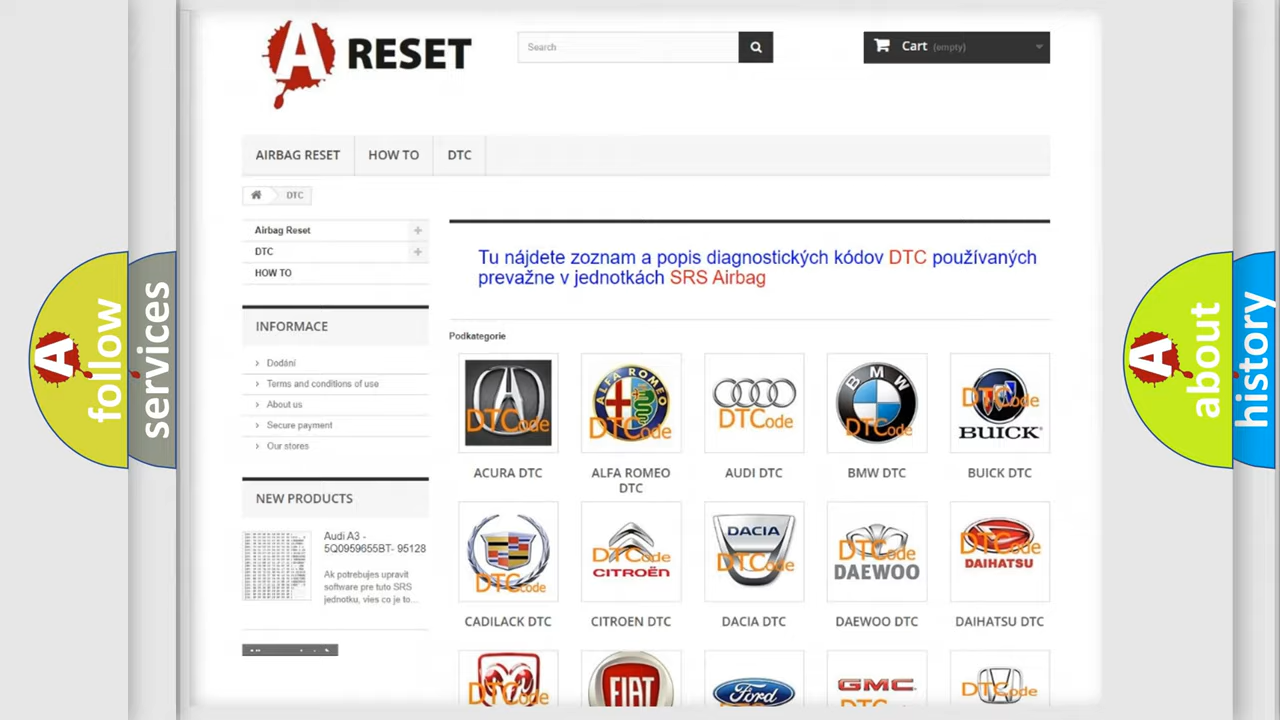 A RESET
Search
Cart (empty)
AIRBAG RESET
HOW TO
DTC
DTC
Airbag Reset
DTC
HOW TO
INFORMACE
Dodání
Terms and conditions of use
About us
Secure payment
Our stores
NEW PRODUCTS
Audi A3 -
5Q0959655BT- 95128
Ak potrebujes upravit
software pre tuto SRS
jednotku, vies co je to...
Tu nájdete zoznam a popis diagnostických kódov DTC používaných
prevažne v jednotkách SRS Airbag
Podkategorie
DTCode
ALFA ROMEO
DTCode
DTCode
BMW
DTCode
DTCode
BUICK
ACURA DTC
ALFA ROMEO
DTC
AUDI DTC
BMW DTC
BUICK DTC
DTCode
DTCode
CITROËN
DACIA
DTCode
DTCode
DAEWOO
DTCode
DAIHATSU
CADILACK DTC
CITROEN DTC
DACIA DTC
DAEWOO DTC
DAIHATSU DTC
DTCode
FIAT
Ford
GMC
DTCode
A follow
services
A about
history